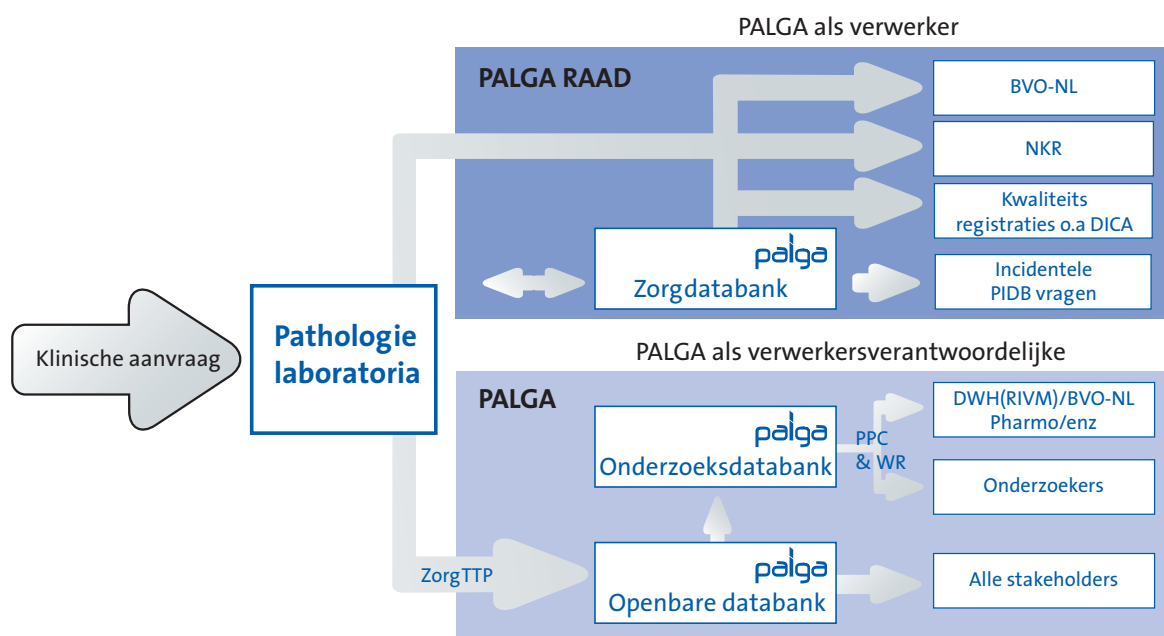 PALGA als verwerker
PALGA RAAD
BVO-NL
NKR
Kwaliteits
registraties o.a DICA
palga
Zorgdatabank
Incidentele
PIDB vragen
Klinische aanvraag
Pathologie
laboratoria
PALGA als verwerkersverantwoordelijke
PALGA
DWH(RIVM)/BVO-NL
Pharmo/enz
palga
Onderzoeksdatabank
PPC
& WR
Onderzoekers
ZorgTTP
palga
Openbare databank
Alle stakeholders